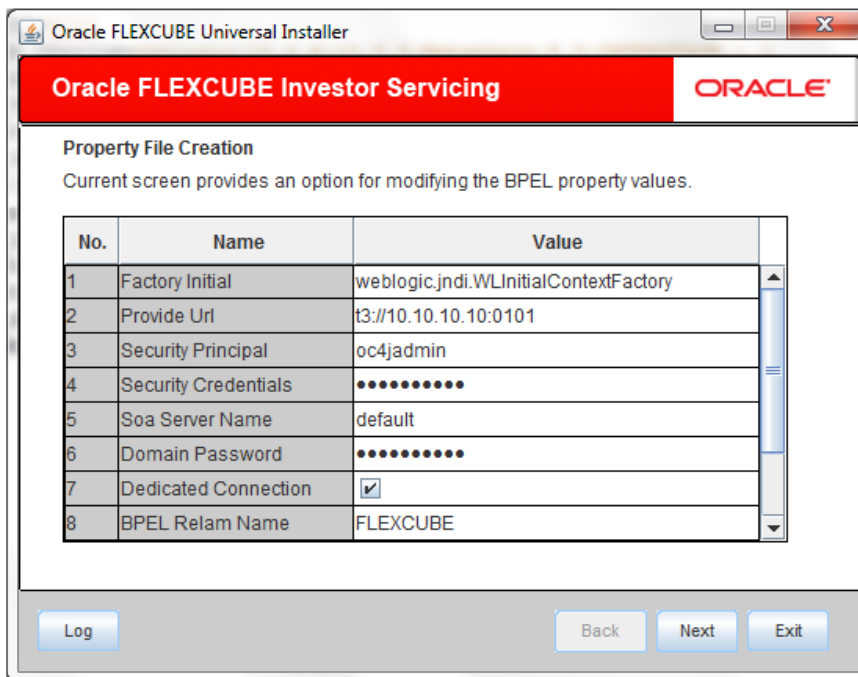 Oracle FLEXCUBE Universal Installer
Oracle FLEXCUBE Investor Servicing
ORACLE
Property File Creation
Current screen provides an option for modifying the BPEL property values.
No. Name Value
1 Factory Initial weblogic.jndi.WLInitialContextFactory
2 Provide Url t3://10.10.10.10:0101
3 Security Principal oc4jadmin
4 Security Credentials ●●●●●●●●●●
5 Soa Server Name default
6 Domain Password ●●●●●●●●●●
7 Dedicated Connection
8 BPEL Relam Name FLEXCUBE
Log Back Next Exit